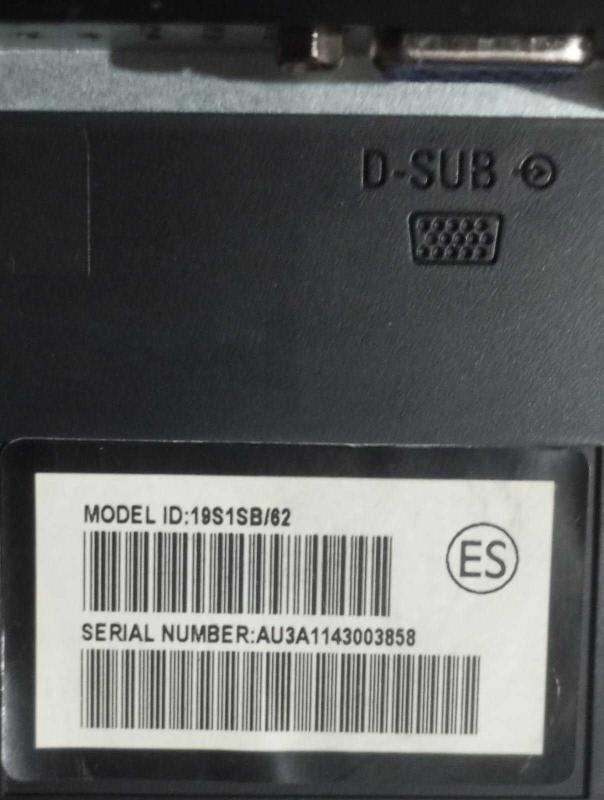 D-SUB
MODEL ID:19S1SB/62
ES
SERIAL NUMBER:AU3A1143003858